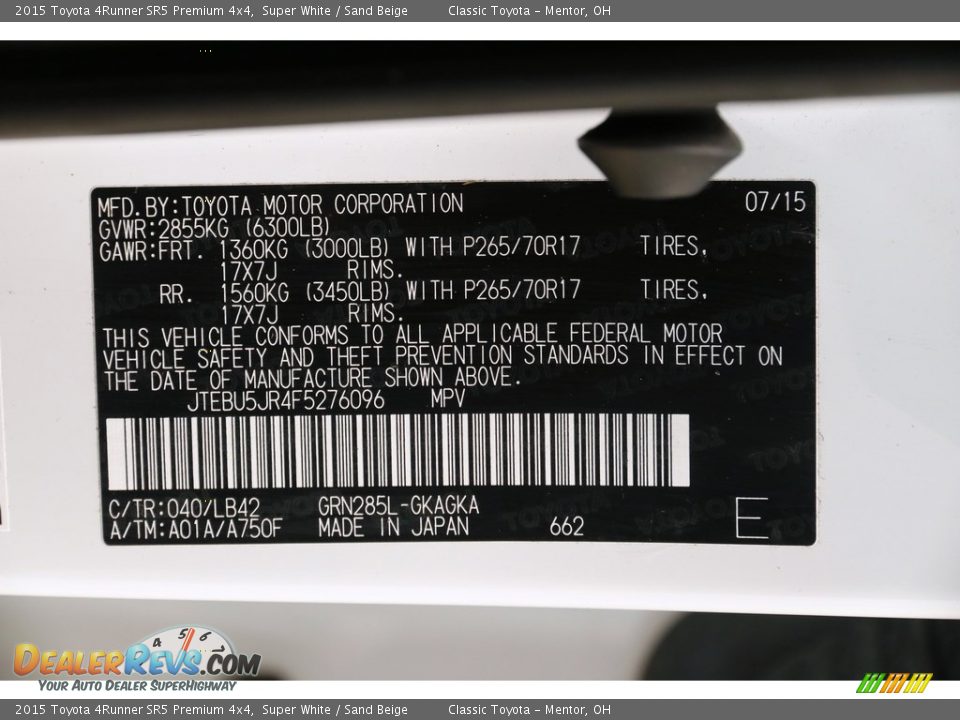 2015 Toyota 4Runner SR5 Premium 4x4, Super White / Sand Beige Classic Toyota - Mentor, OH
MFD.BY:TOYOTA MOTOR CORPORATION 07/15
GVWR:2855KG (6300LB)
GAWR:FRT. 1360KG (3000LB) WITH P265/70R17 TIRES,
17X7J RIMS.
RR. 1560KG (3450LB) WITH P265/70R17 TIRES,
17X7J RIMS.
THIS VEHICLE CONFORMS TO ALL APPLICABLE FEDERAL MOTOR
VEHICLE SAFETY AND THEFT PREVENTION STANDARDS IN EFFECT ON
THE DATE OF MANUFACTURE SHOWN ABOVE.
JTEBU5JR4F5276096 MPV
C/TR:040/LB42 GRN285L-GKAGKA
A/TM:A01A/A750F MADE IN JAPAN 662 E
4 5 6 7
DEALERREVS.COM
YOUR AUTO DEALER SUPERHIGHWAY
2015 Toyota 4Runner SR5 Premium 4x4, Super White / Sand Beige Classic Toyota - Mentor, OH